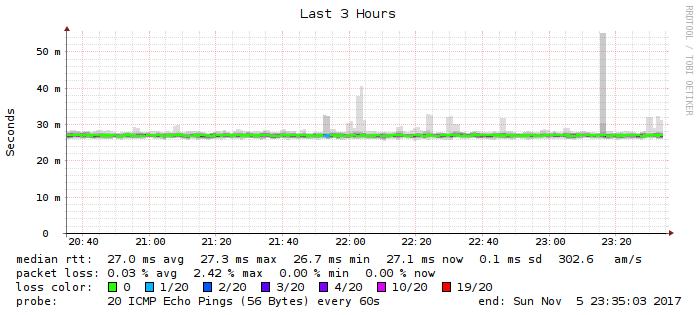 Last 3 Hours
RRDTOOL / TOBI OETIKER
Seconds
50 m
40 m
30 m
20 m
10 m
0
20:40 21:00 21:20 21:40 22:00 22:20 22:40 23:00 23:20
median rtt: 27.0 ms avg 27.3 ms max 26.7 ms min 27.1 ms now 0.1 ms sd 302.6 am/s
packet loss: 0.03 % avg 2.42 % max 0.00 % min 0.00 % now
loss color: 0 1/20 2/20 3/20 4/20 10/20 19/20
probe: 20 ICMP Echo Pings (56 Bytes) every 60s end: Sun Nov 5 23:35:03 2017